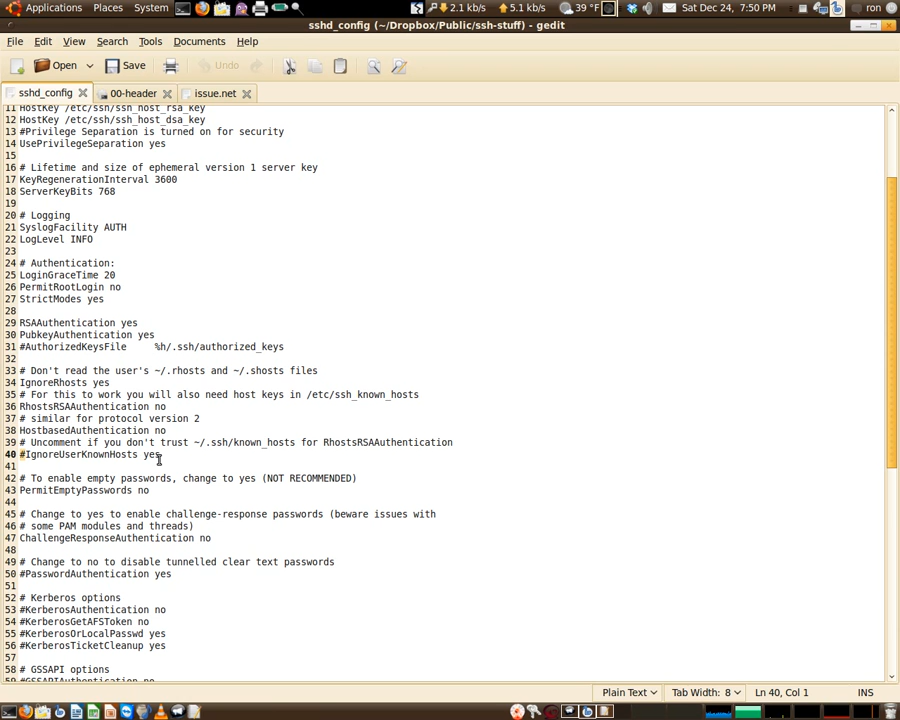 Applications Places System 2.1 kb/s 5.1 kb/s 39 °F Sat Dec 24, 7:50 PM ron
sshd_config (~/Dropbox/Public/ssh-stuff) - gedit
File Edit View Search Tools Documents Help
Open Save Undo
sshd_config 00-header issue.net
11 HostKey /etc/ssh/ssh_host_rsa_key
12 HostKey /etc/ssh/ssh_host_dsa_key
13 #Privilege Separation is turned on for security
14 UsePrivilegeSeparation yes
15
16 # Lifetime and size of ephemeral version 1 server key
17 KeyRegenerationInterval 3600
18 ServerKeyBits 768
19
20 # Logging
21 SyslogFacility AUTH
22 LogLevel INFO
23
24 # Authentication:
25 LoginGraceTime 20
26 PermitRootLogin no
27 StrictModes yes
28
29 RSAAuthentication yes
30 PubkeyAuthentication yes
31 #AuthorizedKeysFile %h/.ssh/authorized_keys
32
33 # Don't read the user's ~/.rhosts and ~/.shosts files
34 IgnoreRhosts yes
35 # For this to work you will also need host keys in /etc/ssh_known_hosts
36 RhostsRSAAuthentication no
37 # similar for protocol version 2
38 HostbasedAuthentication no
39 # Uncomment if you don't trust ~/.ssh/known_hosts for RhostsRSAAuthentication
40 #IgnoreUserKnownHosts yes
41
42 # To enable empty passwords, change to yes (NOT RECOMMENDED)
43 PermitEmptyPasswords no
44
45 # Change to yes to enable challenge-response passwords (beware issues with
46 # some PAM modules and threads)
47 ChallengeResponseAuthentication no
48
49 # Change to no to disable tunnelled clear text passwords
50 #PasswordAuthentication yes
51
52 # Kerberos options
53 #KerberosAuthentication no
54 #KerberosGetAFSToken no
55 #KerberosOrLocalPasswd yes
56 #KerberosTicketCleanup yes
57
58 # GSSAPI options
59 #GSSAPIAuthentication no
Plain Text Tab Width: 8 Ln 40, Col 1 INS